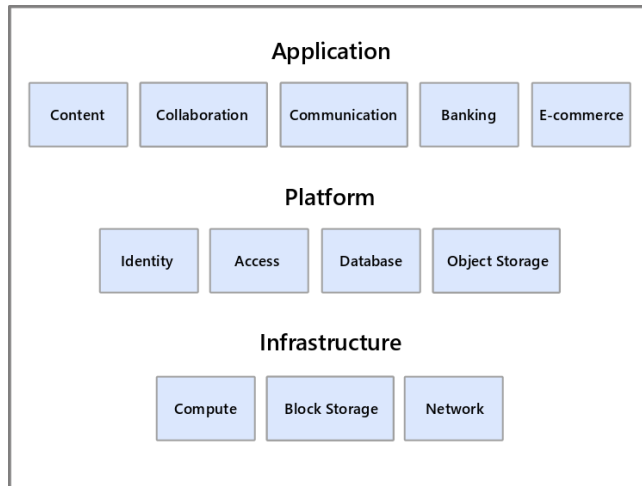 Application
Content
Collaboration
Communication
Banking
E-commerce
Platform
Identity
Access
Database
Object Storage
Infrastructure
Compute
Block Storage
Network